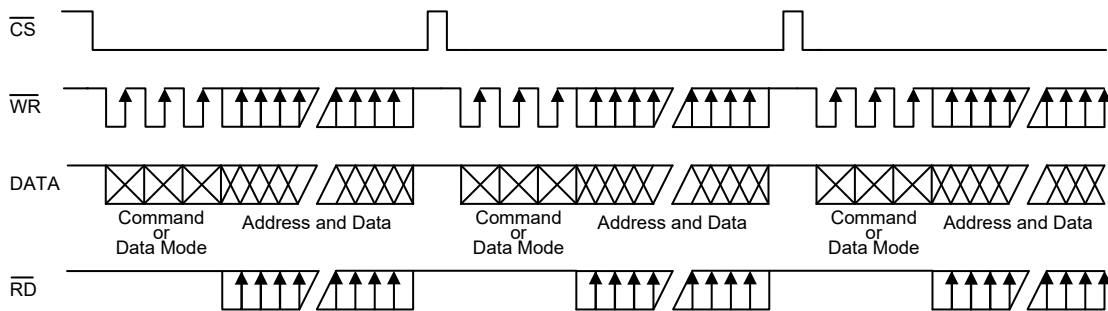 CS
WR
DATA
Command
or
Data Mode
Address and Data
Command
or
Data Mode
Address and Data
Command
or
Data Mode
Address and Data
RD